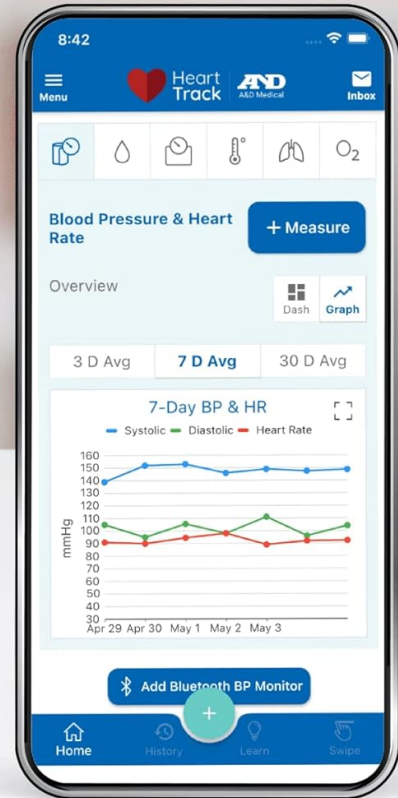 8:42
Menu
Heart
Track
AND
A&D Medical
Inbox
O2
Blood Pressure & Heart
Rate
+ Measure
Overview
Dash
Graph
3 D Avg
7 D Avg
30 D Avg
7-Day BP & HR
Systolic
Diastolic
Heart Rate
mmHg
160
150
140
130
120
110
100
90
80
70
60
50
40
30
Apr 29
Apr 30
May 1
May 2
May 3
Add Bluetooth BP Monitor
+
Home
History
Learn
Swipe